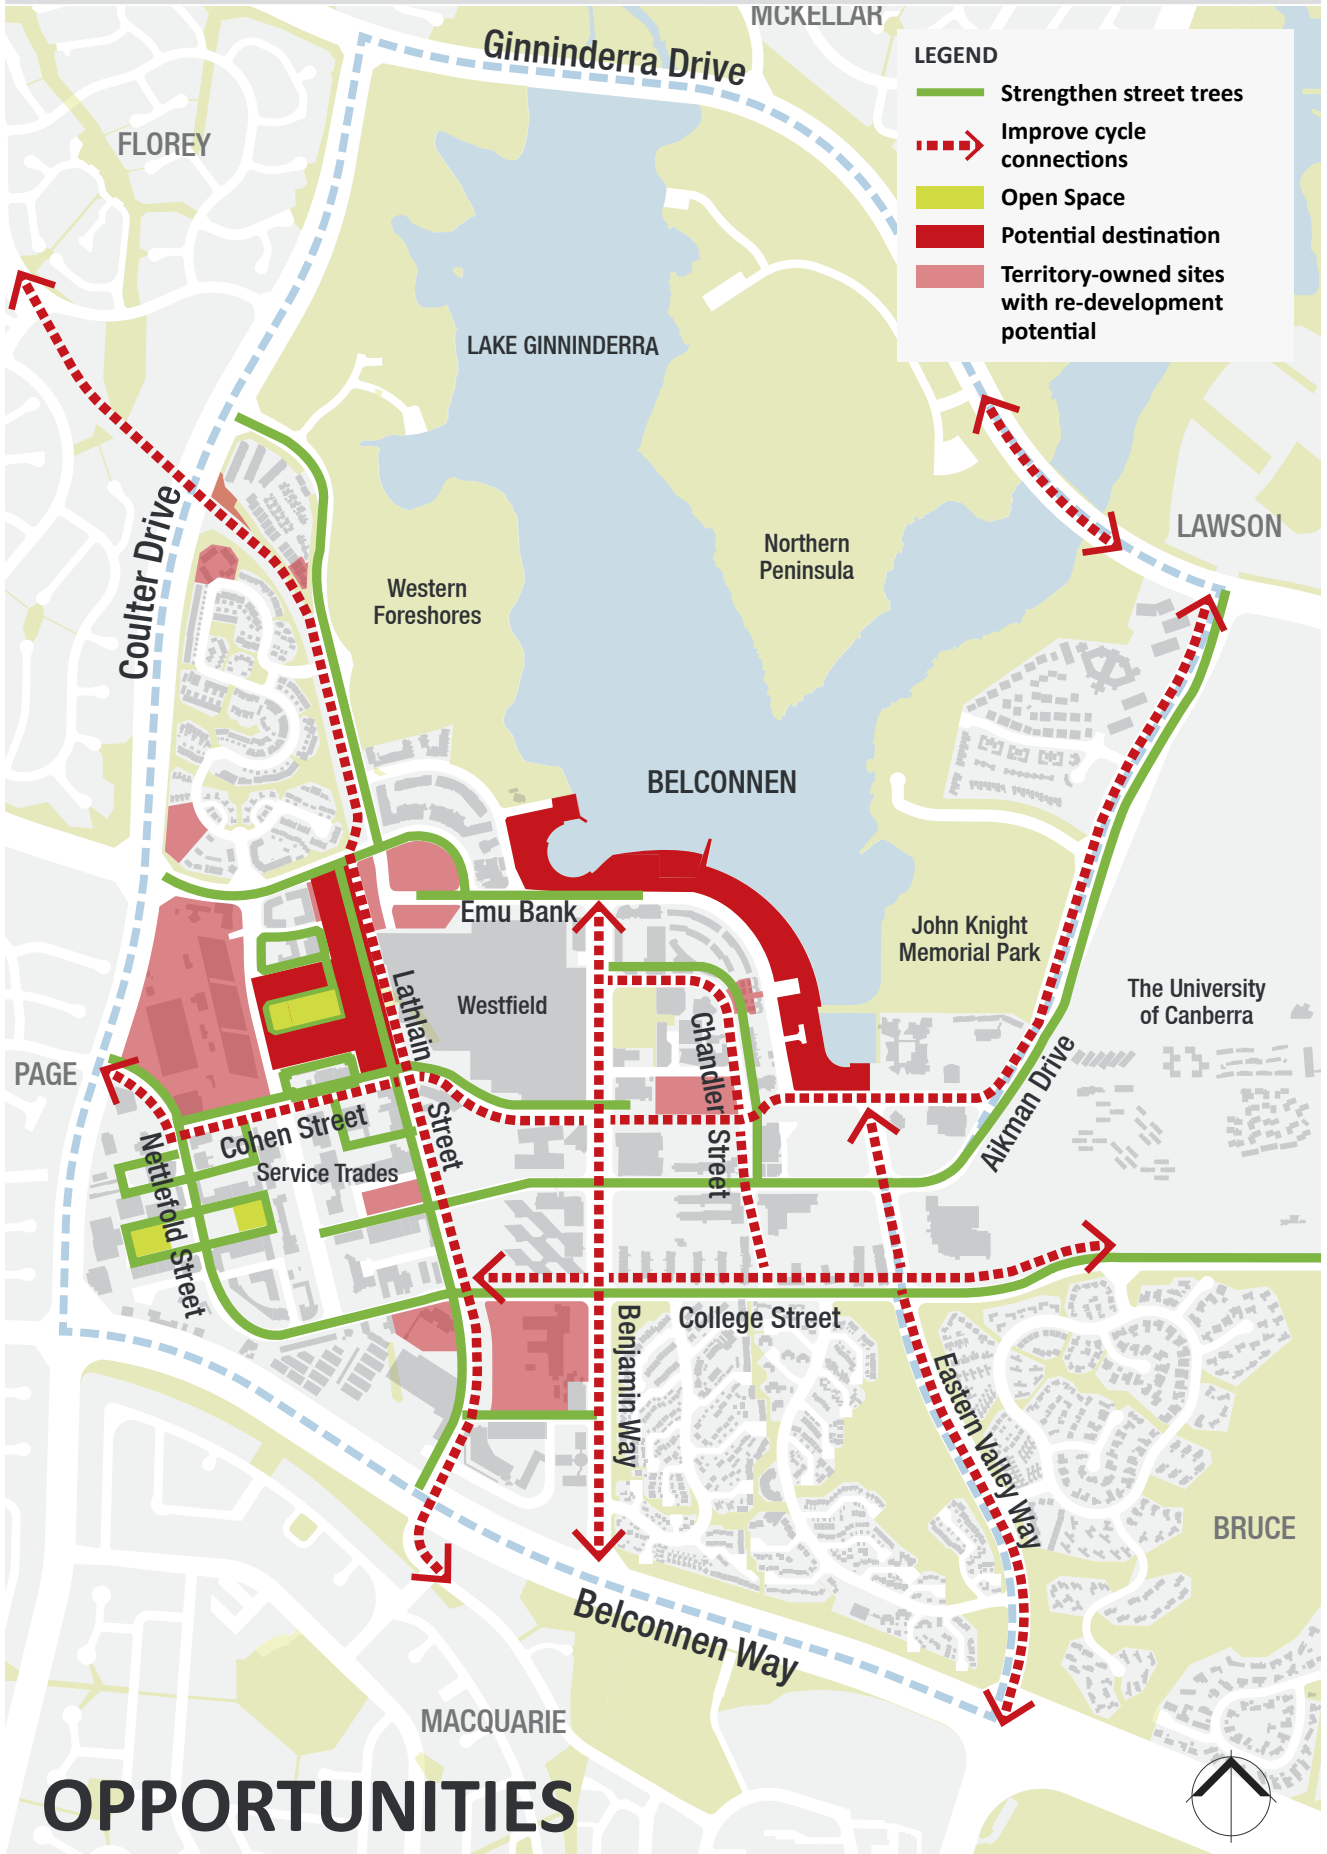 MCKELLAR
Ginninderra Drive
LEGEND
Strengthen street trees
Improve cycle
connections
Open Space
Potential destination
Territory-owned sites
with re-development
potential
FLOREY
LAKE GINNINDERRA
Coulter Drive
LAWSON
Northern
Peninsula
Western
Foreshores
BELCONNEN
Emu Bank
John Knight
Memorial Park
Lathlain
Street
Westfield
The University
of Canberra
Chandler
Street
PAGE
Aikman Drive
Cohen Street
Service Trades
Nettlefold Street
College Street
Benjamin Way
Eastern Valley Way
BRUCE
Belconnen Way
MACQUARIE
OPPORTUNITIES